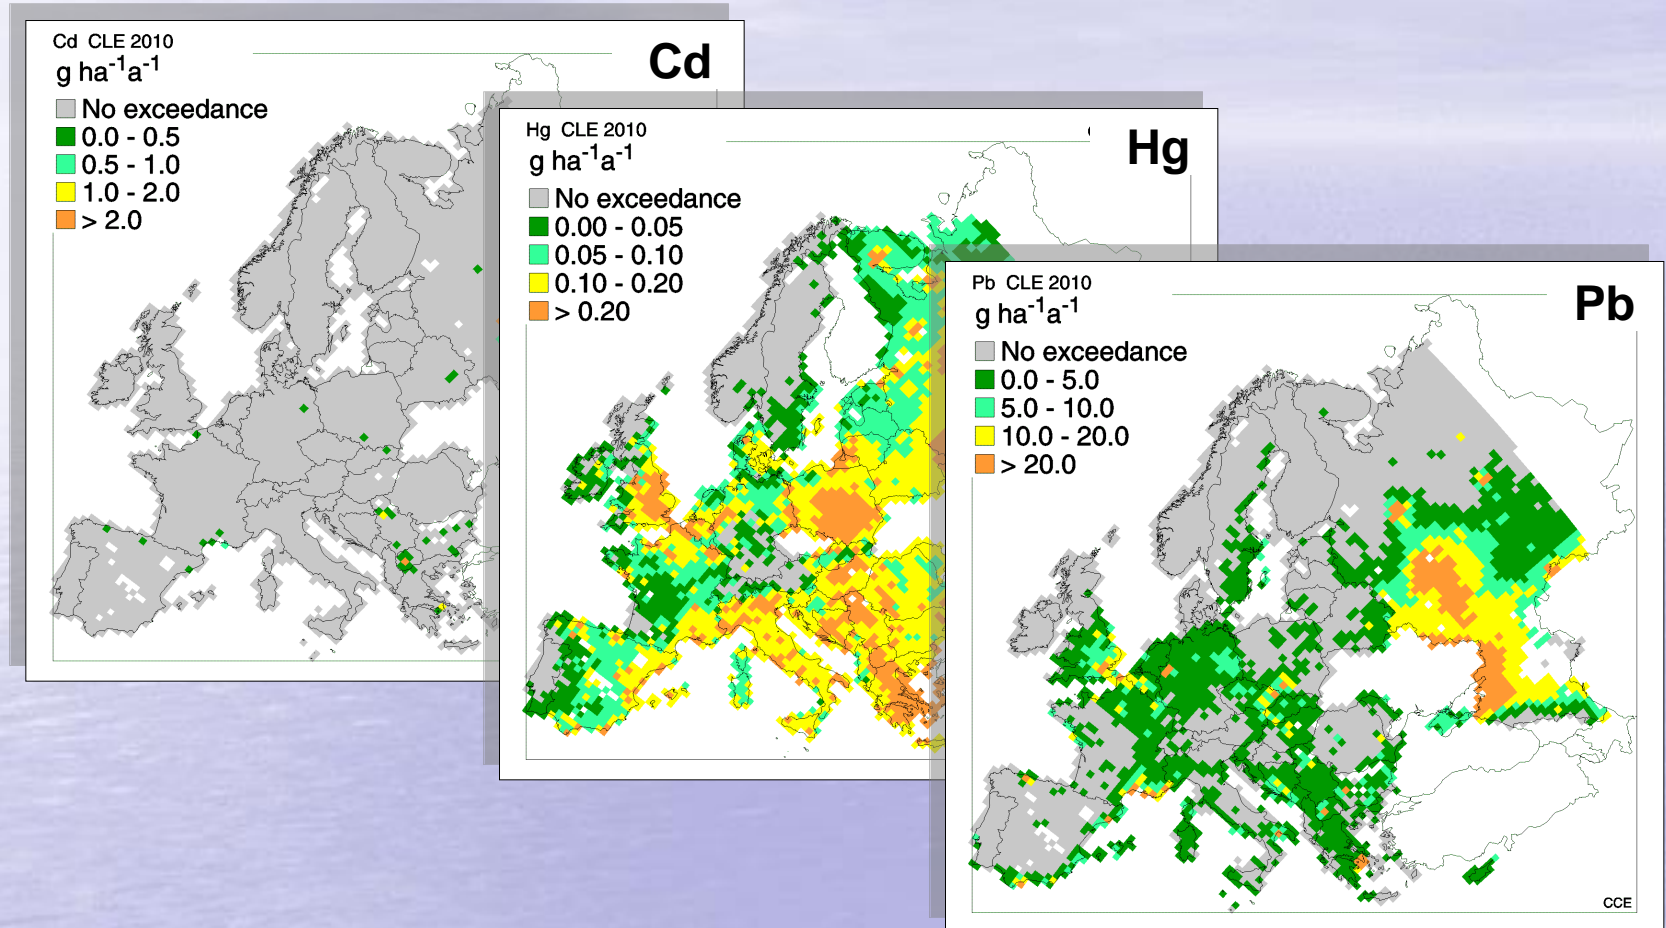 Cd CLE 2010
Cd
g ha-1a-1
No exceedance
0.0 - 0.5
0.5 - 1.0
1.0 - 2.0
> 2.0
Hg CLE 2010
Hg
g ha-1a-1
No exceedance
0.00 - 0.05
0.05 - 0.10
0.10 - 0.20
> 0.20
Pb CLE 2010
Pb
g ha-1a-1
No exceedance
0.0 - 5.0
5.0 - 10.0
10.0 - 20.0
> 20.0
CCE